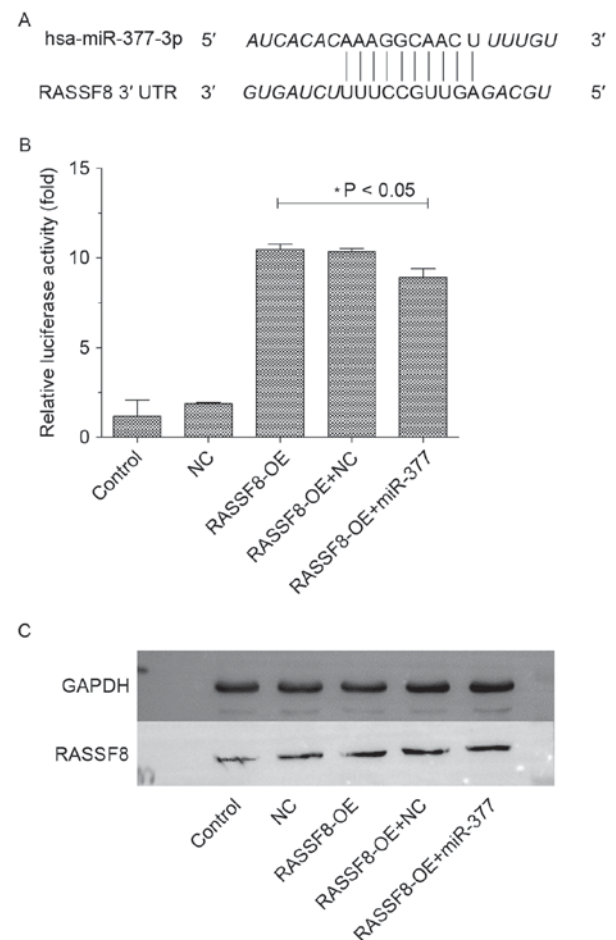 A
hsa-miR-377-3p 5′ AUCACACAAAGGCAACU UUUGU 3′
RASSF8 3′ UTR 3′ GUGAUCUUUUCCGUUGAGACGU 5′
B
Relative luciferase activity (fold)
15
10
5
0
*P < 0.05
Control
NC
RASSF8-OE
RASSF8-OE+NC
RASSF8-OE+miR-377
C
GAPDH
RASSF8
Control
NC
RASSF8-OE
RASSF8-OE+NC
RASSF8-OE+miR-377